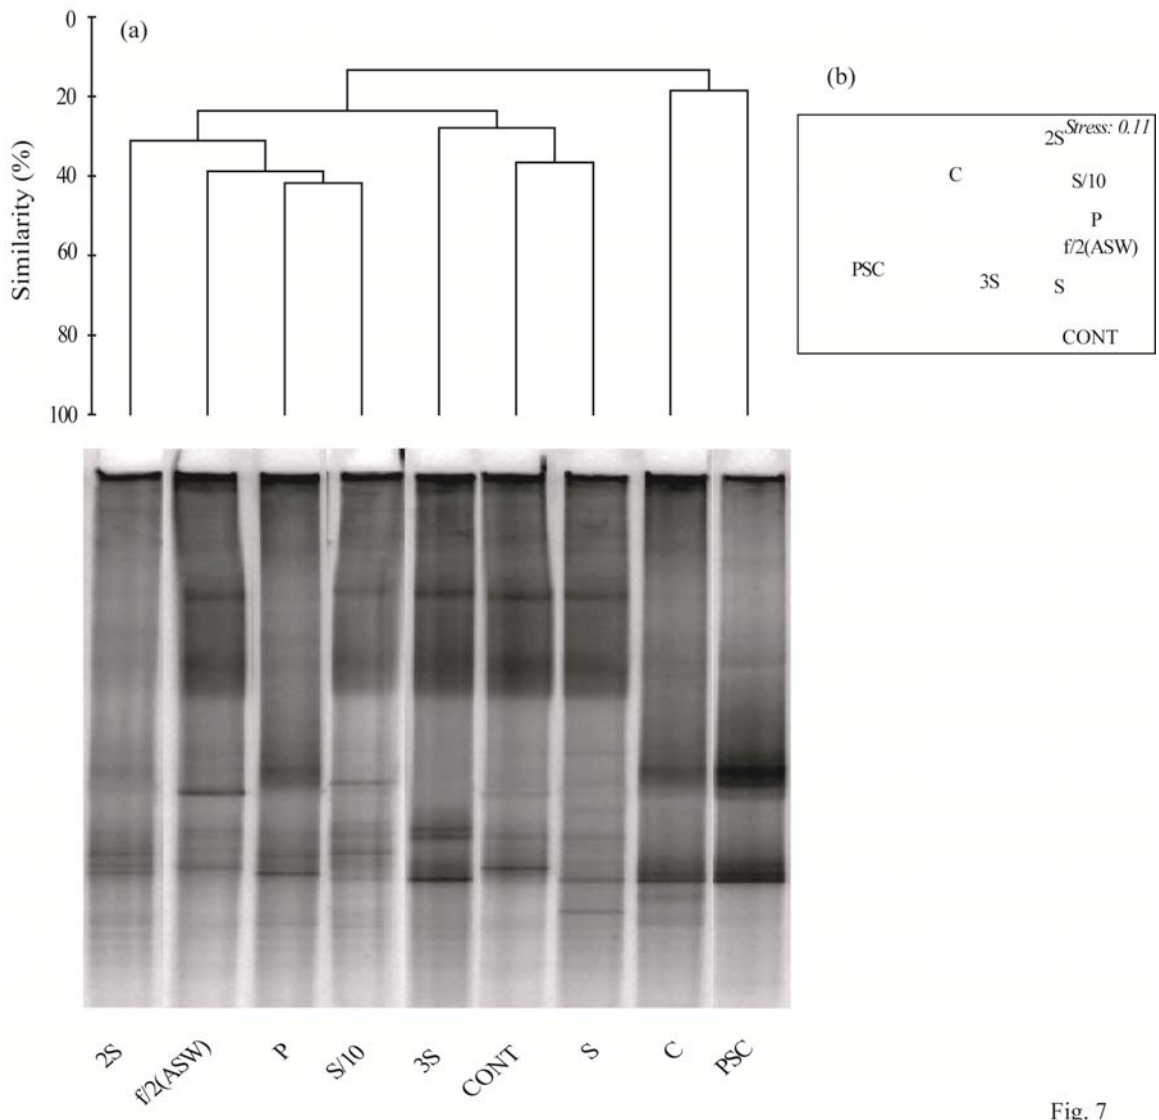 (a)
Similarity (%)
0
20
40
60
80
100
(b)
Stress: 0.11
2S
C
S/10
P
f/2(ASW)
PSC
3S
S
CONT
2S
f/2(ASW)
P
S/10
3S
CONT
S
C
PSC
Fig. 7